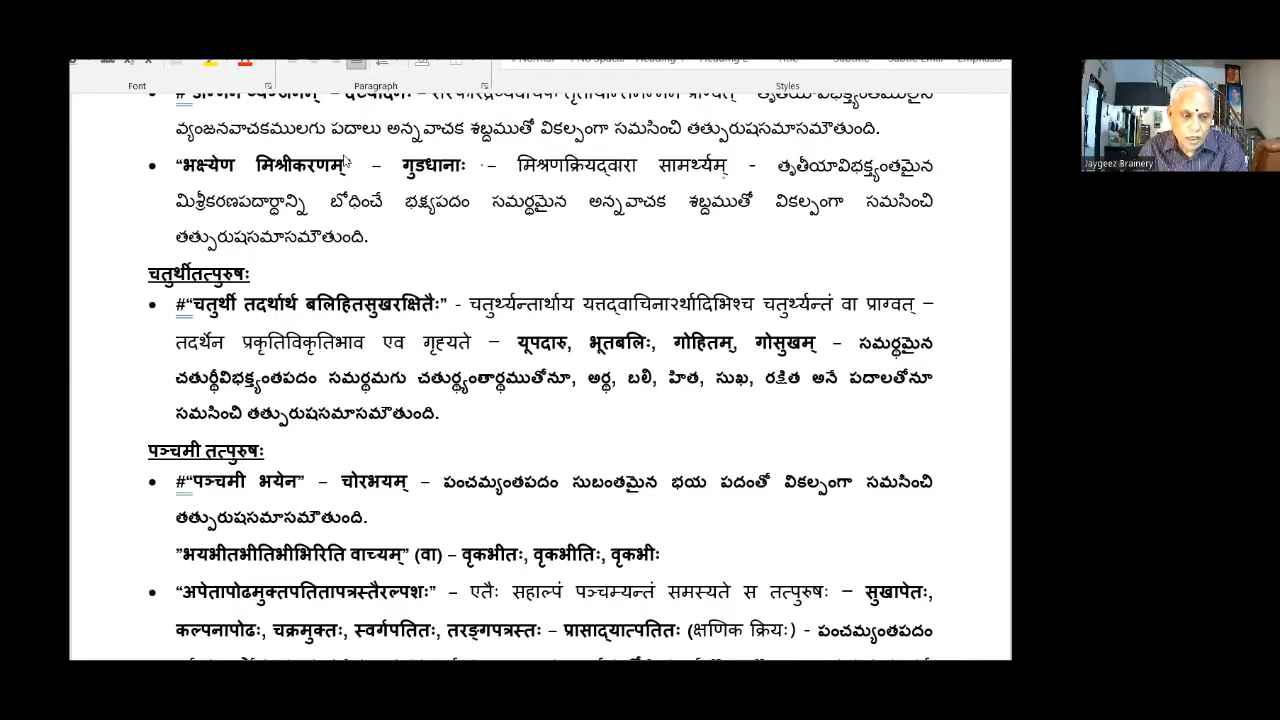 Font Paragraph Styles
వ్యంజనవాచకములగు పదాలు అన్నవాచక శబ్దముతో వికల్పంగా సమసించి తత్పురుషసమాసమౌతుంది.
• “भक्ष्येण मिश्रीकरणम् – गुडधानाः – मिश्रणक्रियद्वारा सामर्थ्यम् - తృతీయావిభక్త్యంతమైన
మిశ్రీకరణపదార్థాన్ని బోధించే భక్ష్యపదం సమర్థమైన అన్నవాచక శబ్దముతో వికల్పంగా సమసించి
తత్పురుషసమాసమౌతుంది.
चतुर्थीतत्पुरुषः
• #“चतुर्थी तदर्थार्थ बलिहितसुखरक्षितैः” - चतुर्थ्यन्तार्थाय यत्तद्वाचिनारर्थादिभिश्च चतुर्थ्यन्तं वा प्राग्वत् –
तदर्थेन प्रकृतिविकृतिभाव एव गृह्यते – यूपदारु, भूतबलिः, गोहितम्, गोसुखम् – సమర్థమైన
చతుర్థీవిభక్త్యంతపదం సమర్థమగు చతుర్థ్యంతార్థముతోనూ, అర్థ, బలి, హిత, సుఖ, రక్షిత అనే పదాలతోనూ
సమసించి తత్పురుషసమాసమౌతుంది.
पञ्चमी तत्पुरुषः
• #“पञ्चमी भयेन” – चोरभयम् – పంచమ్యంతపదం సుబంతమైన భయ పదంతో వికల్పంగా సమసించి
తత్పురుషసమాసమౌతుంది.
”भयभीतभीतिभीभिरिति वाच्यम्” (वा) – वृकभीतः, वृकभीतिः, वृकभीः
• “अपेतापोढमुक्तपतितापत्रस्तैरल्पशः” – एतैः सहाल्पं पञ्चम्यन्तं समस्यते स तत्पुरुषः – सुखापेतः,
कल्पनापोढः, चक्रमुक्तः, स्वर्गपतितः, तरङ्गपत्रस्तः – प्रासाद्यात्पतितः (क्षणिक क्रियः) - పంచమ్యంతపదం
Jaygeez Brainery